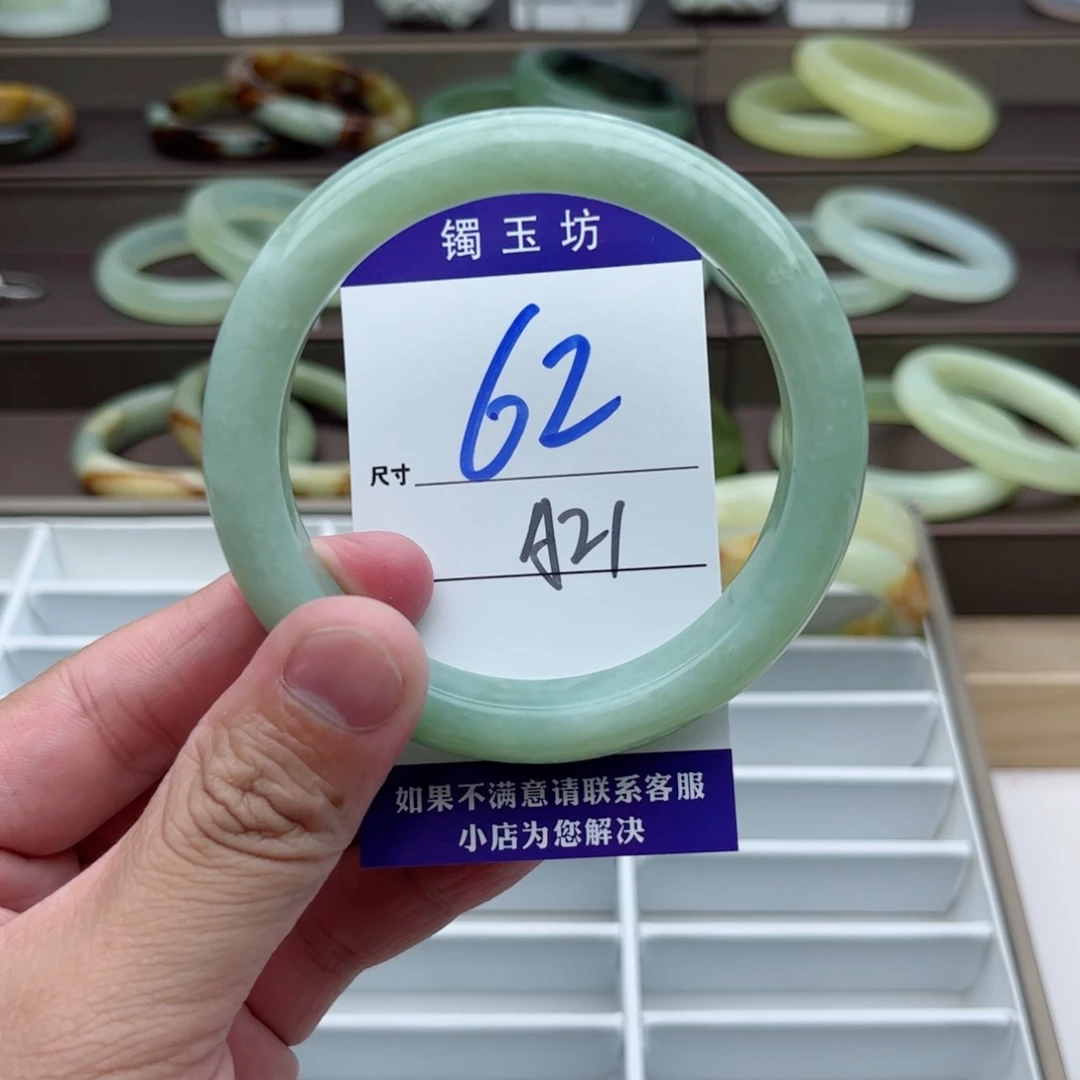 镯玉坊
62
尺寸
A21
如果不满意请联系客服
小店为您解决